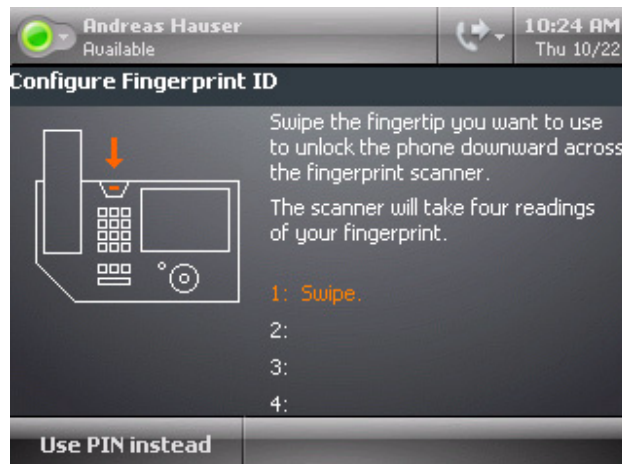 Andreas Hauser
Available
10:24 AM
Thu 10/22
Configure Fingerprint ID
Swipe the fingertip you want to use
to unlock the phone downward across
the fingerprint scanner.
The scanner will take four readings
of your fingerprint.
1: Swipe.
2:
3:
4:
Use PIN instead